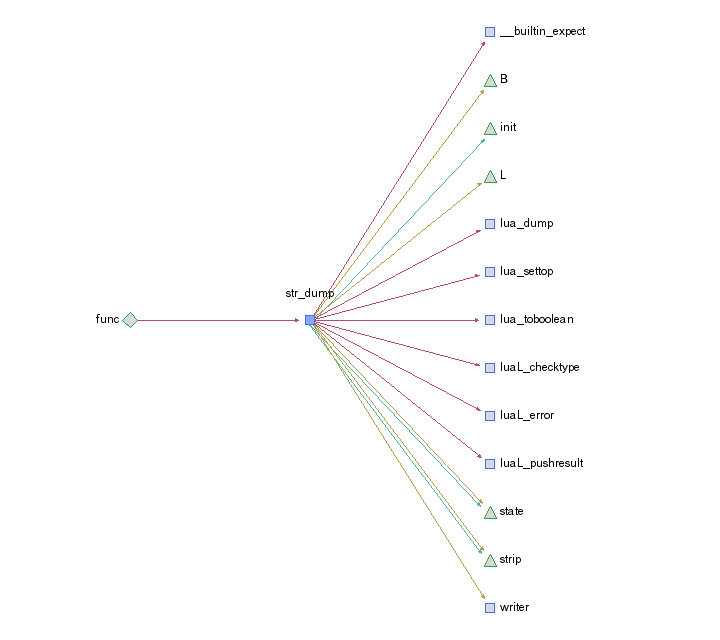 __builtin_expect
B
init
L
lua_dump
lua_settop
str_dump
func
lua_toboolean
luaL_checktype
luaL_error
luaL_pushresult
state
strip
writer